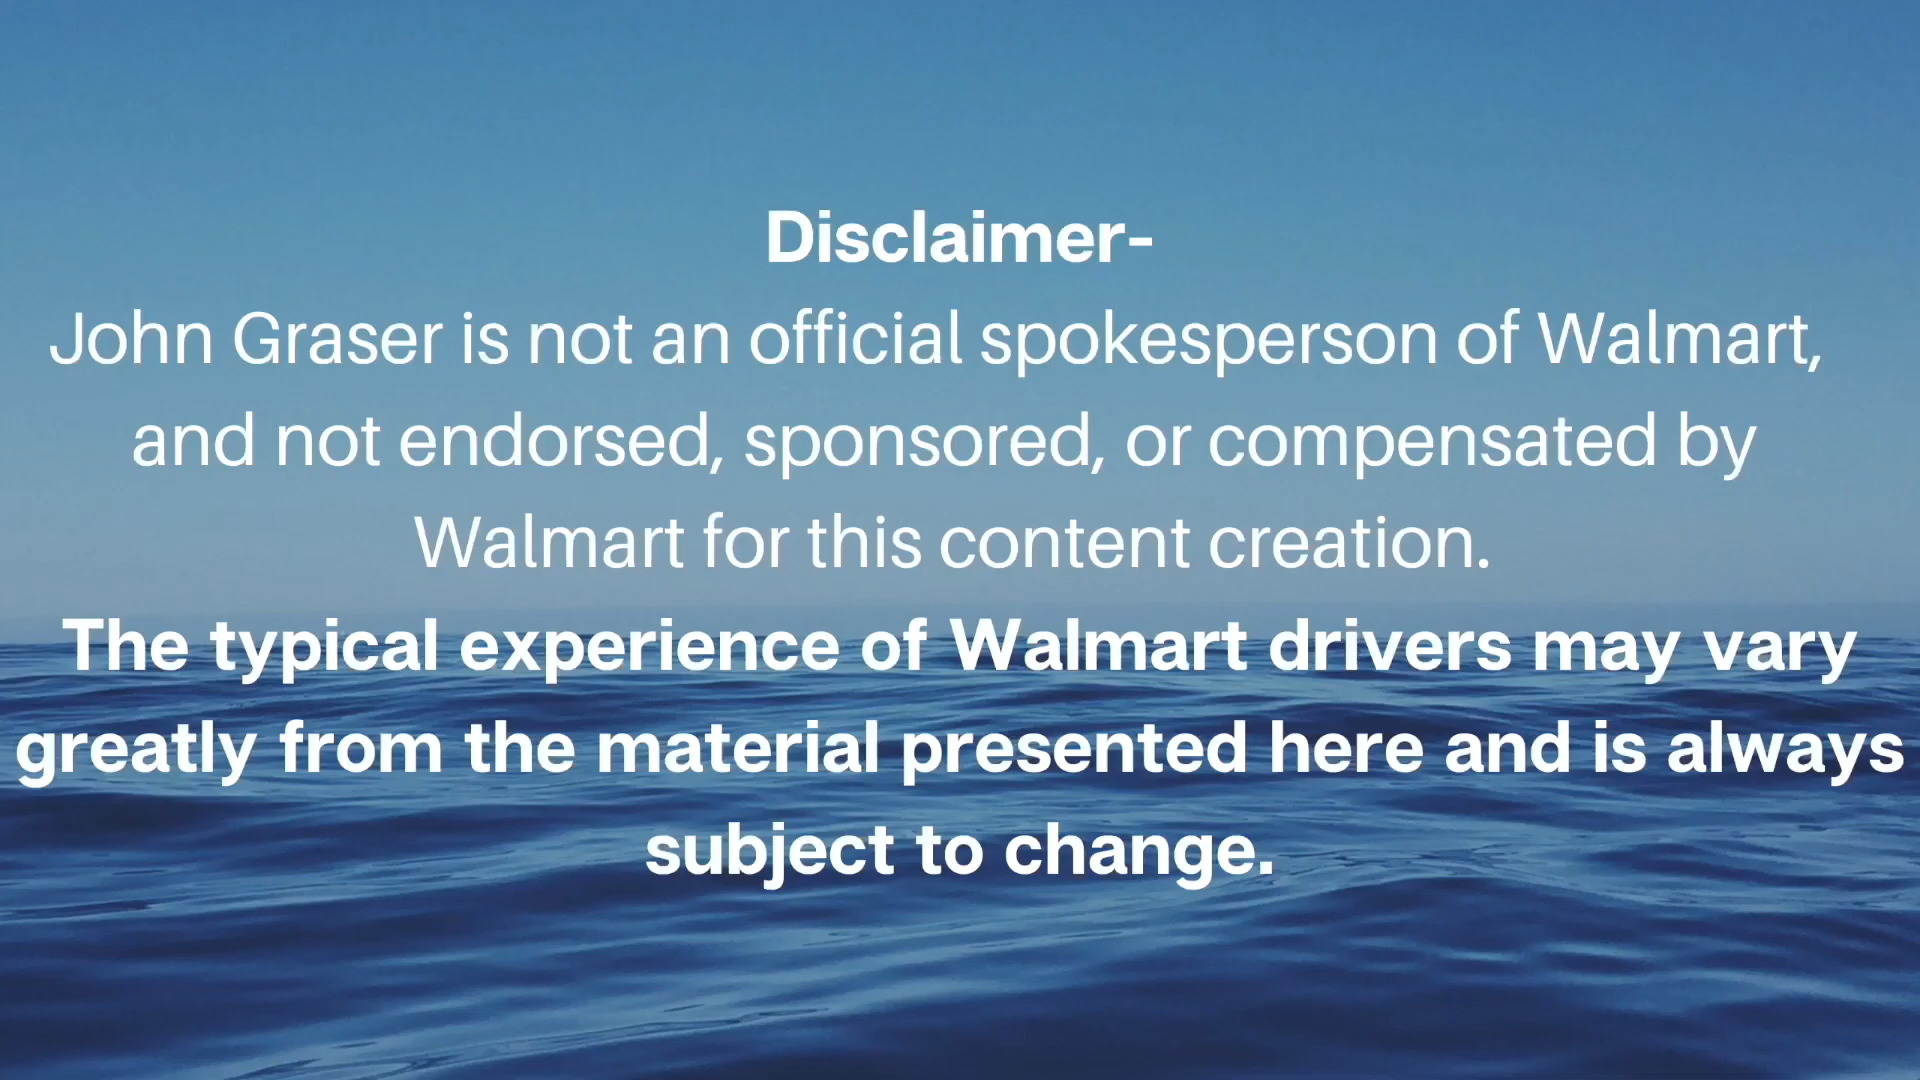 Disclaimer-
John Graser is not an official spokesperson of Walmart,
and not endorsed, sponsored, or compensated by
Walmart for this content creation.
The typical experience of Walmart drivers may vary
greatly from the material presented here and is always
subject to change.